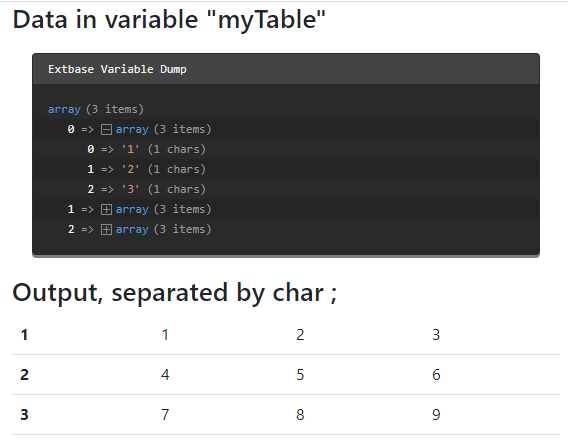 Data in variable "myTable"
Extbase Variable Dump
array (3 items)
0 => array (3 items)
0 => '1' (1 chars)
1 => '2' (1 chars)
2 => '3' (1 chars)
1 => array (3 items)
2 => array (3 items)
Output, separated by char ;
1 1 2 3
2 4 5 6
3 7 8 9